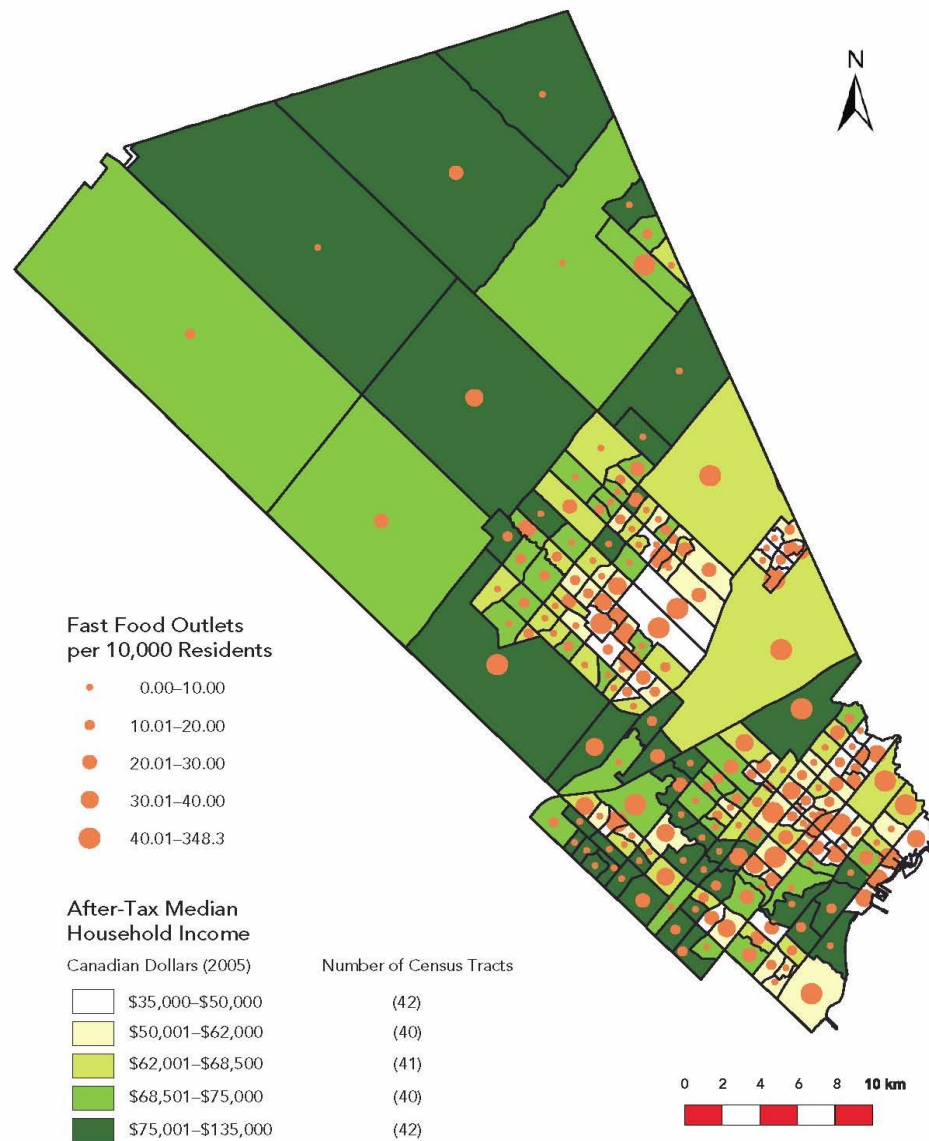 N
Fast Food Outlets
per 10,000 Residents
0.00–10.00
10.01–20.00
20.01–30.00
30.01–40.00
40.01–348.3
After-Tax Median
Household Income
Canadian Dollars (2005) Number of Census Tracts
$35,000–$50,000 (42)
$50,001–$62,000 (40)
$62,001–$68,500 (41)
$68,501–$75,000 (40)
$75,001–$135,000 (42)
0 2 4 6 8 10 km